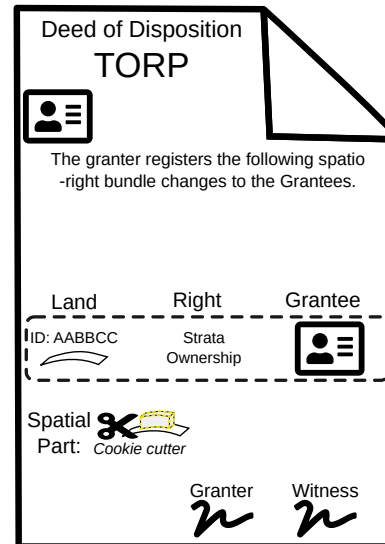 Deed of Disposition
TORP
The granter registers the following spatio
-right bundle changes to the Grantees.
Land Right Grantee
ID: AABBCC Strata
Ownership
Spatial
Part: Cookie cutter
Granter Witness